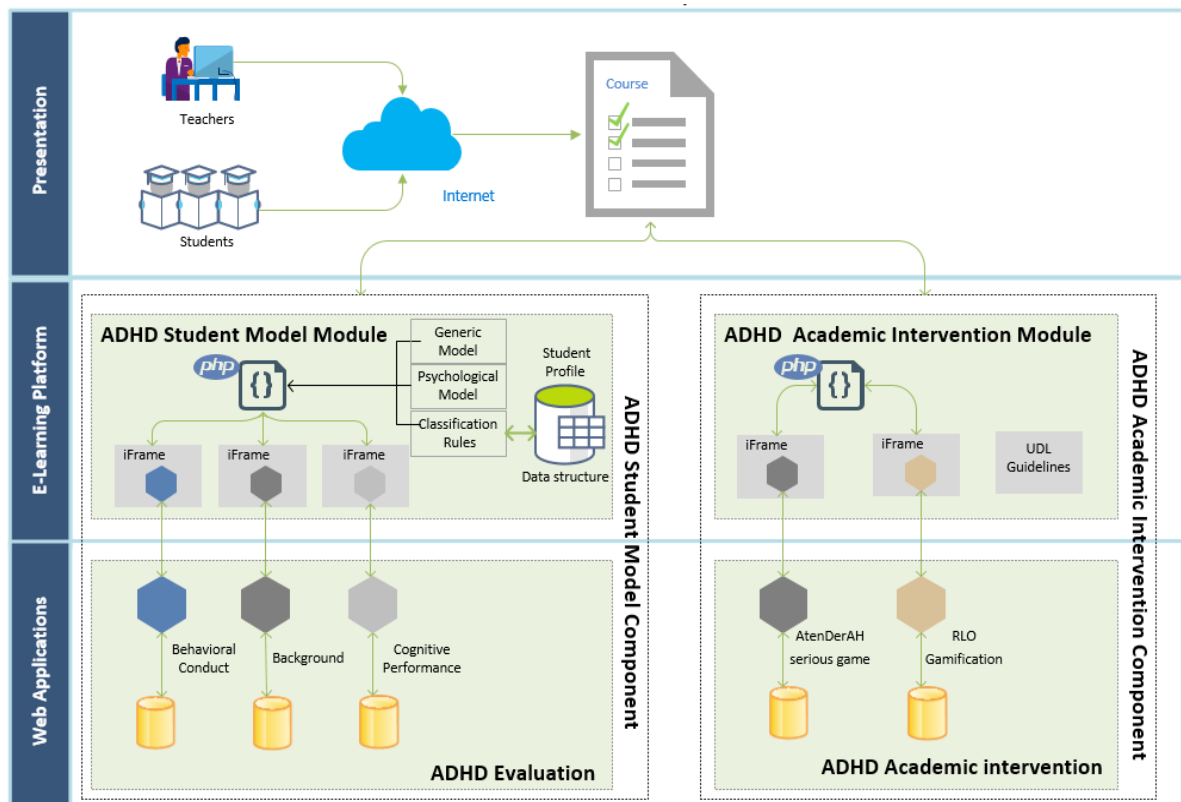 Presentation
Teachers
Students
Internet
Course
E-Learning Platform
ADHD Student Model Module
php
{}
Generic
Model
Psychological
Model
Classification
Rules
Student
Profile
Data structure
iFrame
iFrame
iFrame
ADHD Student Model Component
ADHD Academic Intervention Module
php
{}
iFrame
iFrame
UDL
Guidelines
ADHD Academic Intervention Component
Web Applications
Behavioral
Conduct
Background
Cognitive
Performance
ADHD Evaluation
AtenDerAH
serious game
RLO
Gamification
ADHD Academic intervention